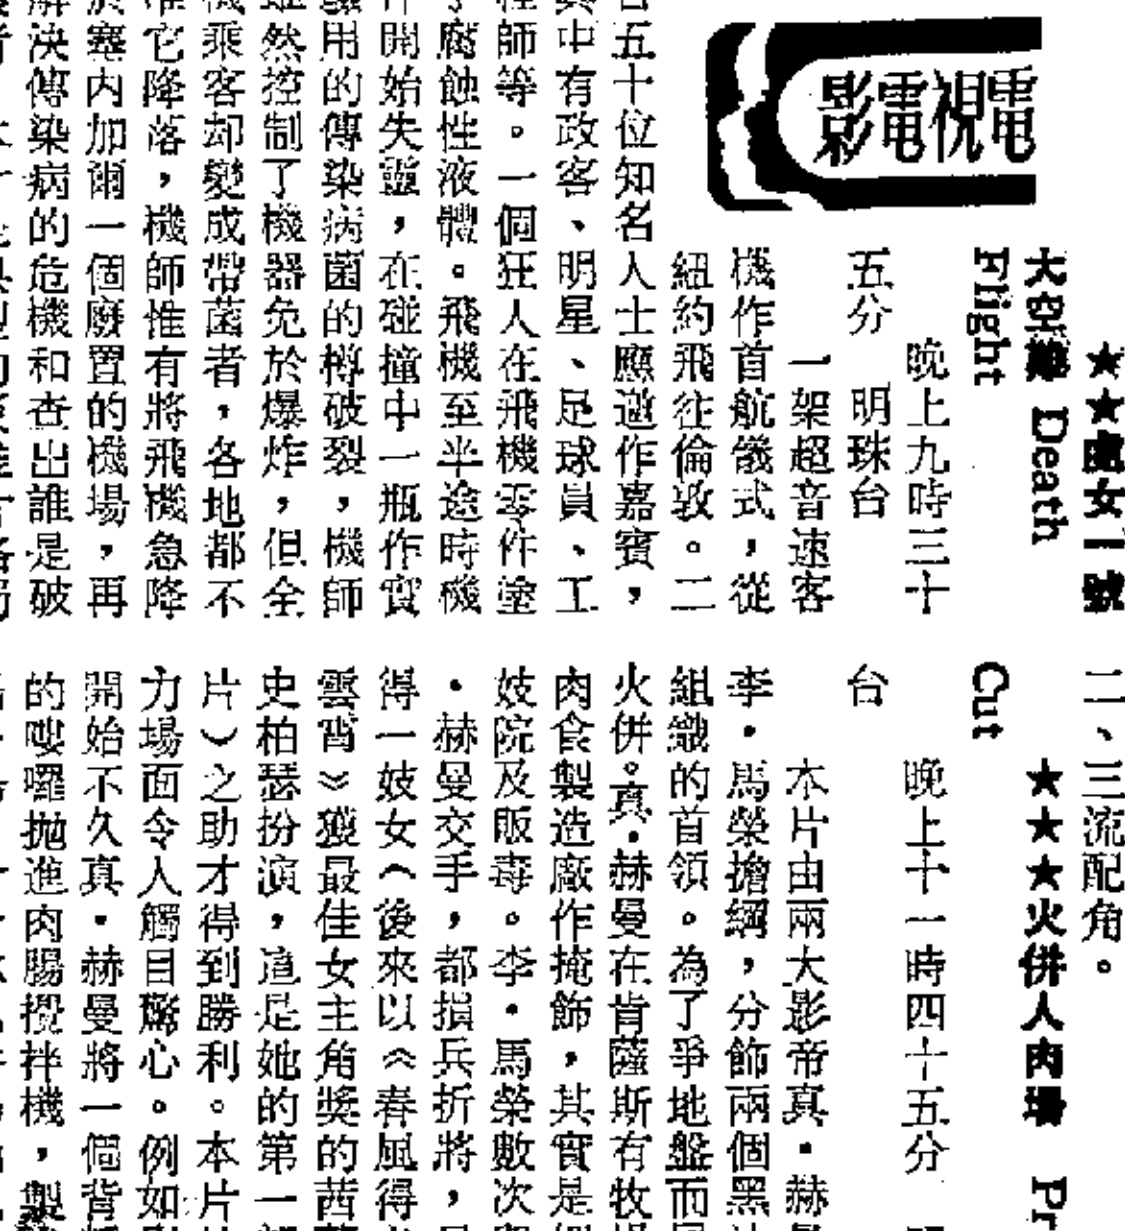 電視電影
★★處女一號
大劫難 Death
Flight
晚上九時三十
五分 明珠台
一架超音速客
機作首航儀式,從
紐約飛往倫敦。二
五十位知名人士應邀作嘉賓,
中有政客、明星、足球員、工
師等。一個狂人在飛機零件塗
腐蝕性液體。飛機至半途時機
開始失靈,在碰撞中一瓶作實
用的傳染病菌的樽破裂,機師
然控制了機器免於爆炸,但全
乘客却變成帶菌者,各地都不
它降落,機師惟有將飛機急降
塞内加爾一個廢置的機場,再
決傳染病的危機和查出誰是破
二、三流配角。
★★★火併人肉場 Pr
Cut
晚上十一時四十五分
台
本片由兩大影帝真・赫
李・馬榮擔綱,分飾兩個黑
組織的首領。為了爭地盤而
火併。真・赫曼在肯薩斯有牧
肉食製造廠作掩飾,其實是
妓院及販毒。李・馬榮數次
・赫曼交手,都損兵折將,
得一妓女(後來以《春風得
雲霄》獲最佳女主角獎的茜
史柏瑟扮演,這是她的第一
片)之助才得到勝利。本片
力場面令人觸目驚心。例如
開始不久真・赫曼將一個背
的嘍囉拋進肉腸攪拌機,製